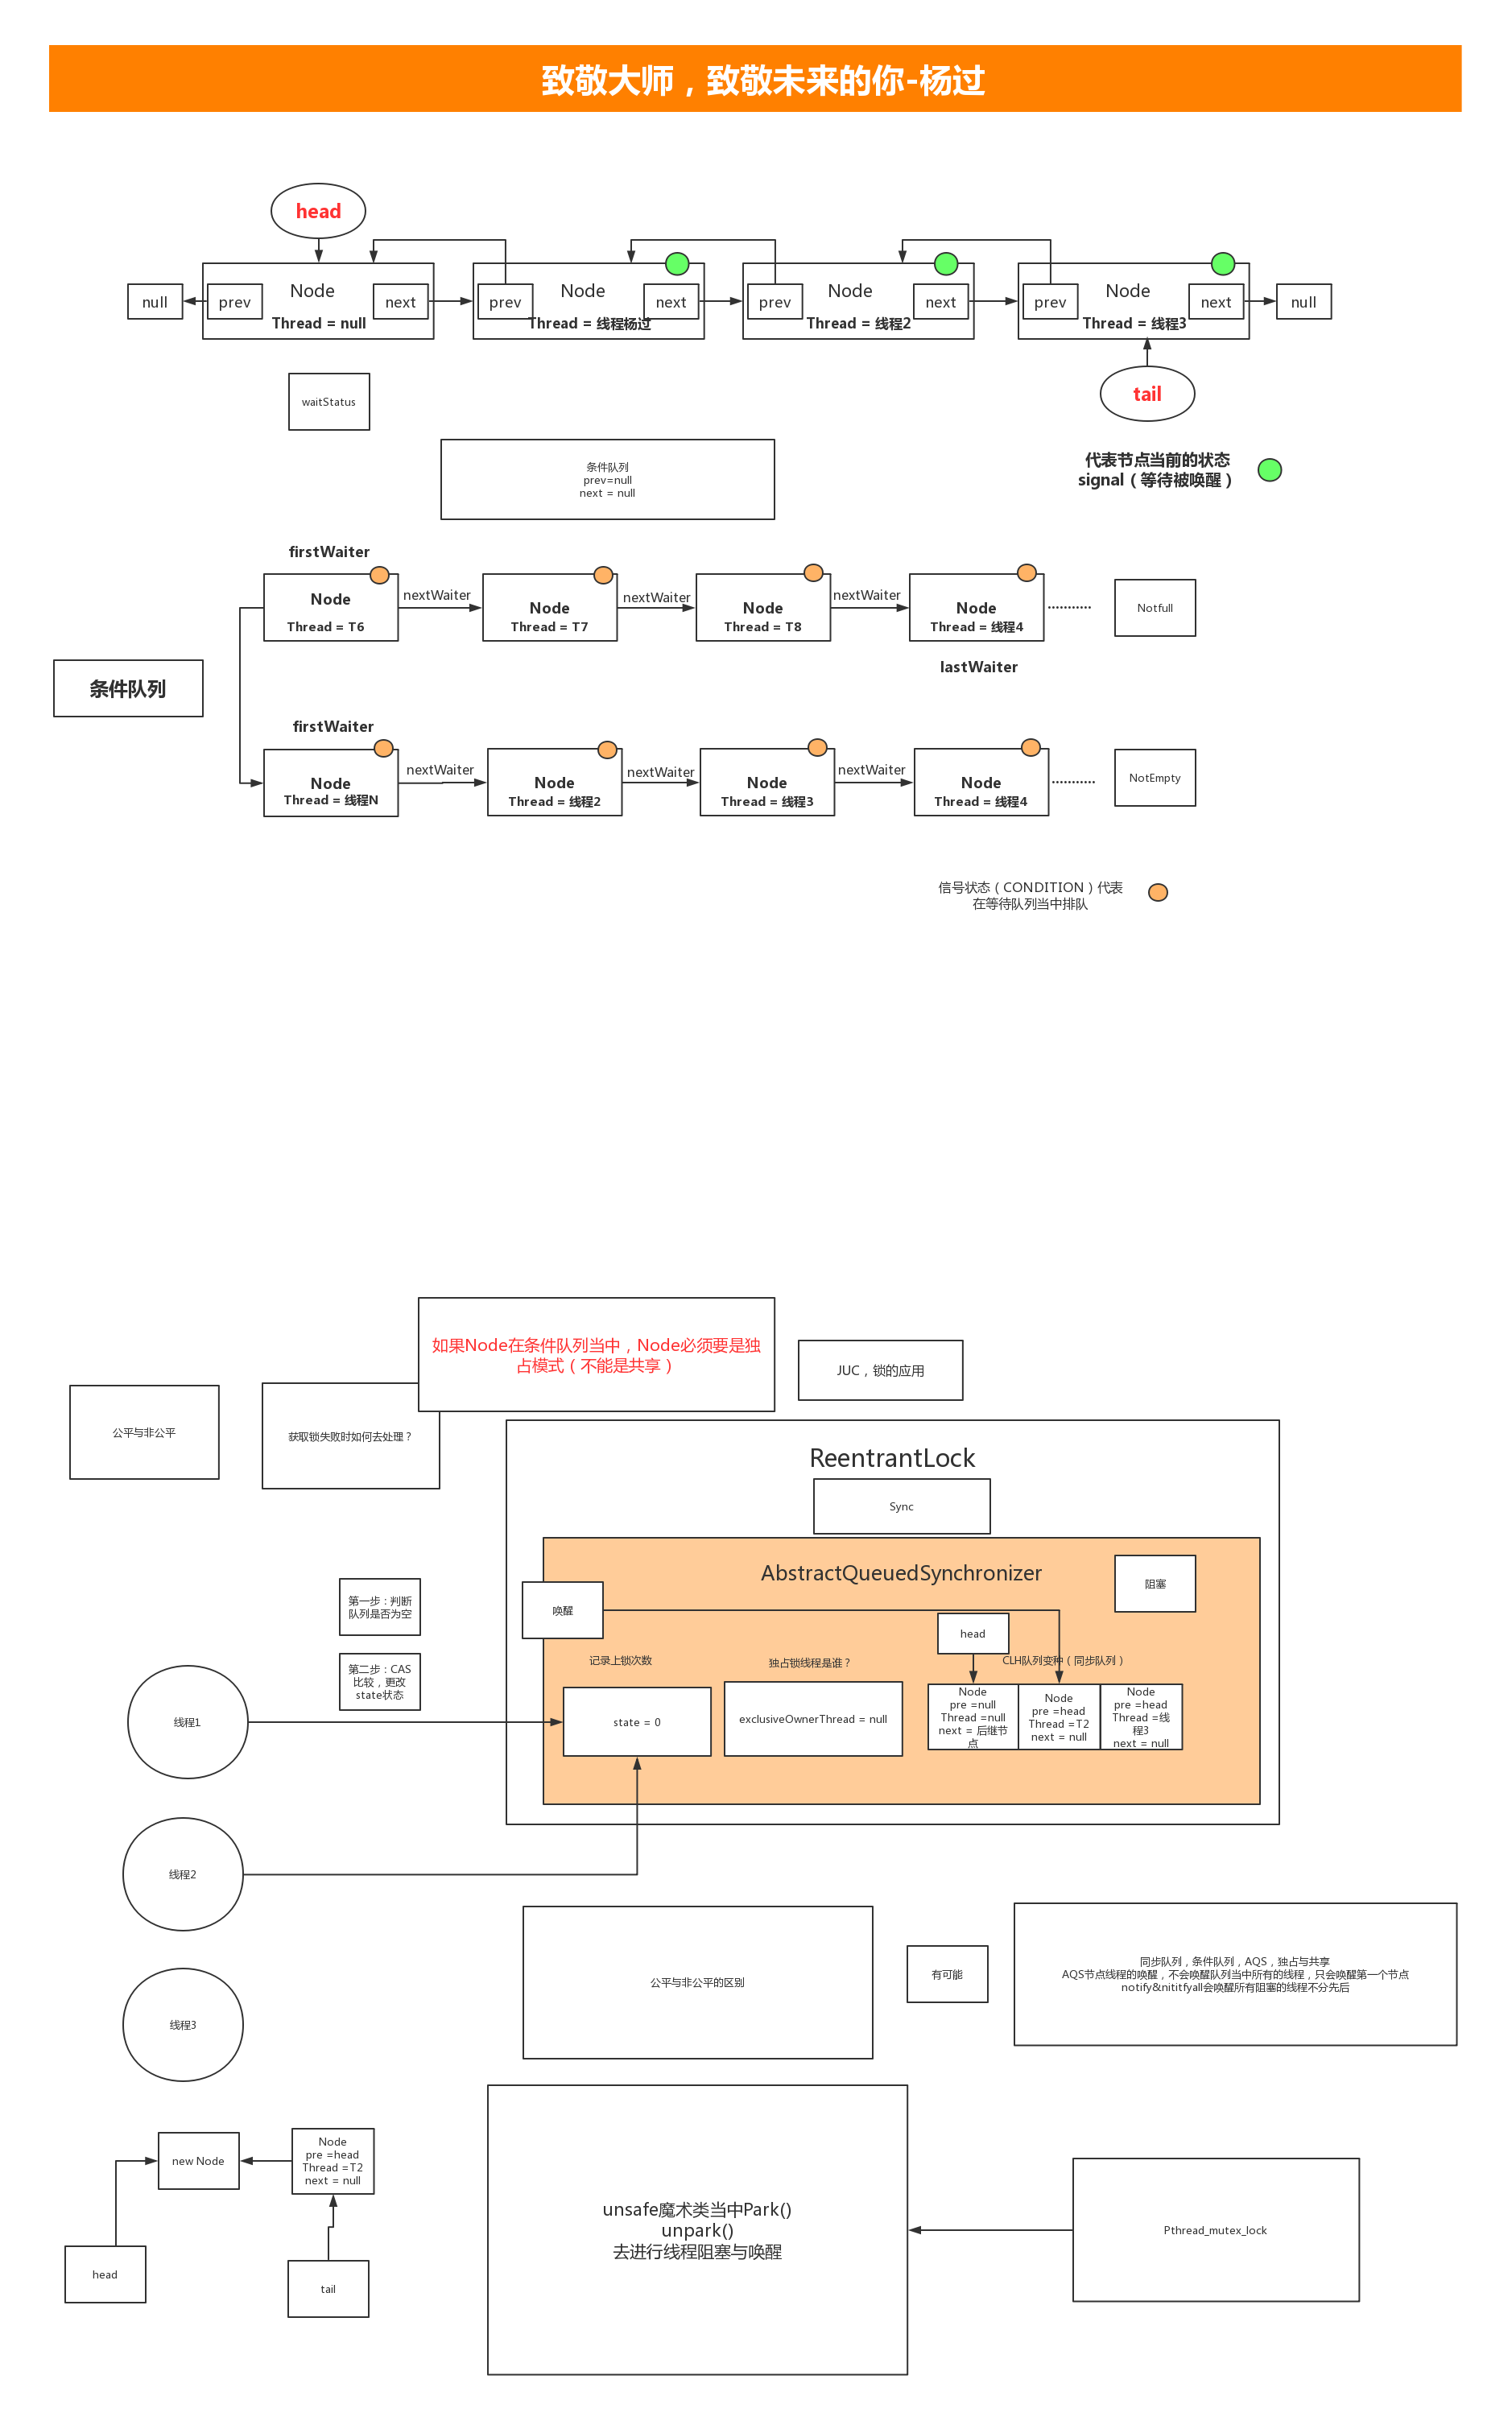 致敬大师，致敬未来的你-杨过
head
null
prev
Node
next
Thread = null
prev
Node
next
Thread = 线程杨过
prev
Node
next
Thread = 线程2
prev
Node
next
Thread = 线程3
null
waitStatus
tail
条件队列
prev=null
next = null
代表节点当前的状态
signal（等待被唤醒）
firstWaiter
Node
Thread = T6
nextWaiter
Node
Thread = T7
nextWaiter
Node
Thread = T8
nextWaiter
Node
Thread = 线程4
Notfull
lastWaiter
条件队列
firstWaiter
Node
Thread = 线程N
nextWaiter
Node
Thread = 线程2
nextWaiter
Node
Thread = 线程3
nextWaiter
Node
Thread = 线程4
NotEmpty
信号状态（CONDITION）代表
在等待队列当中排队
如果Node在条件队列当中，Node必须要是独
占模式（不能是共享）
JUC，锁的应用
公平与非公平
获取锁失败时如何去处理？
ReentrantLock
Sync
AbstractQueuedSynchronizer
阻塞
唤醒
第一步：判断
队列是否为空
head
记录上锁次数
独占锁线程是谁？
CLH队列变种（同步队列）
第二步：CAS
比较，更改
state状态
线程1
state = 0
exclusiveOwnerThread = null
Node
pre =null
Thread =null
next = 后继节
点
Node
pre =head
Thread =T2
next = null
Node
pre =head
Thread =线
程3
next = null
线程2
公平与非公平的区别
有可能
同步队列，条件队列，AQS，独占与共享
AQS节点线程的唤醒，不会唤醒队列当中所有的线程，只会唤醒第一个节点
notify&nititfyall会唤醒所有阻塞的线程不分先后
线程3
new Node
Node
pre =head
Thread =T2
next = null
head
tail
unsafe魔术类当中Park()
unpark()
去进行线程阻塞与唤醒
Pthread_mutex_lock